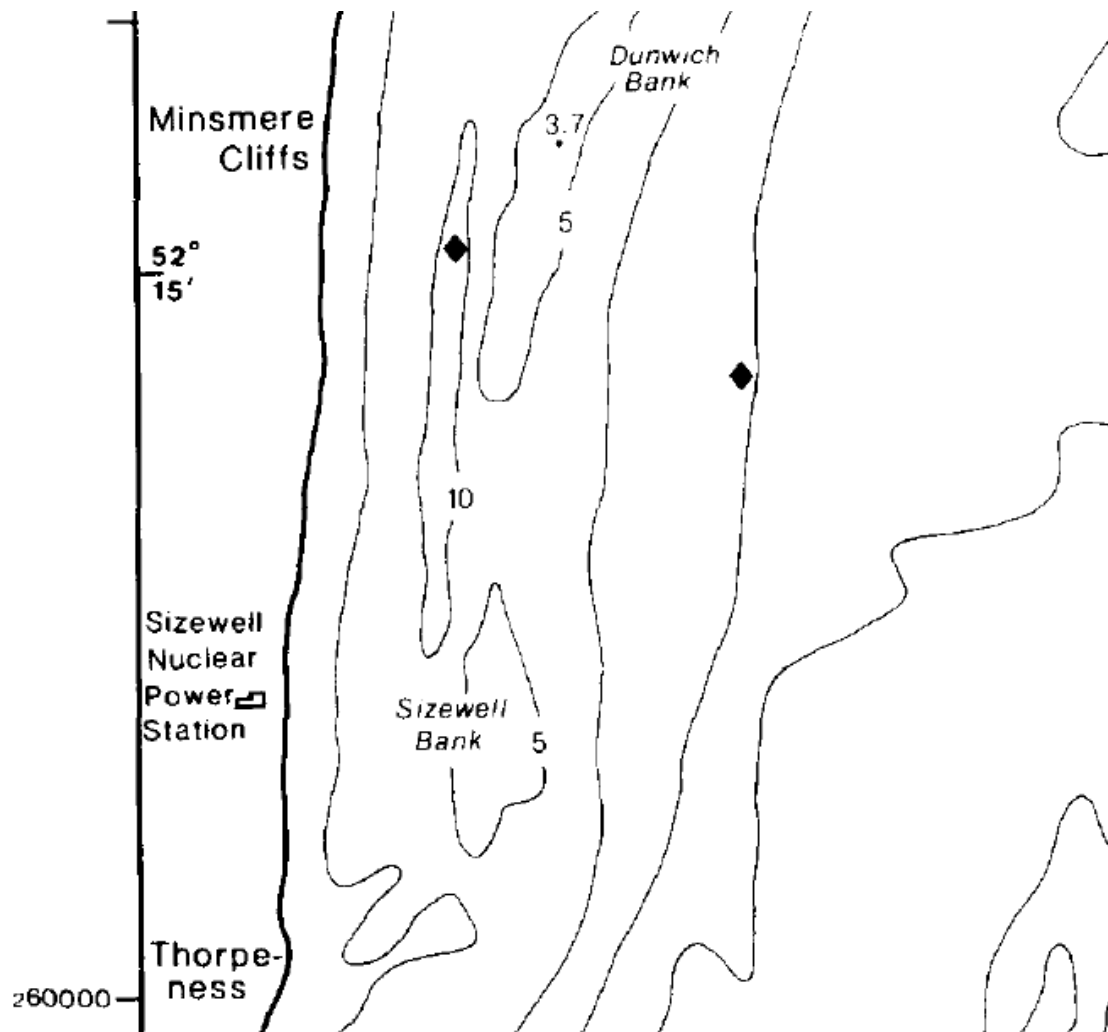 Dunwich
Bank
Minsmere
Cliffs
3.7
5
52°
15'
10
Sizewell
Nuclear
Power
Station
Sizewell
Bank
5
Thorpe-
ness
260000